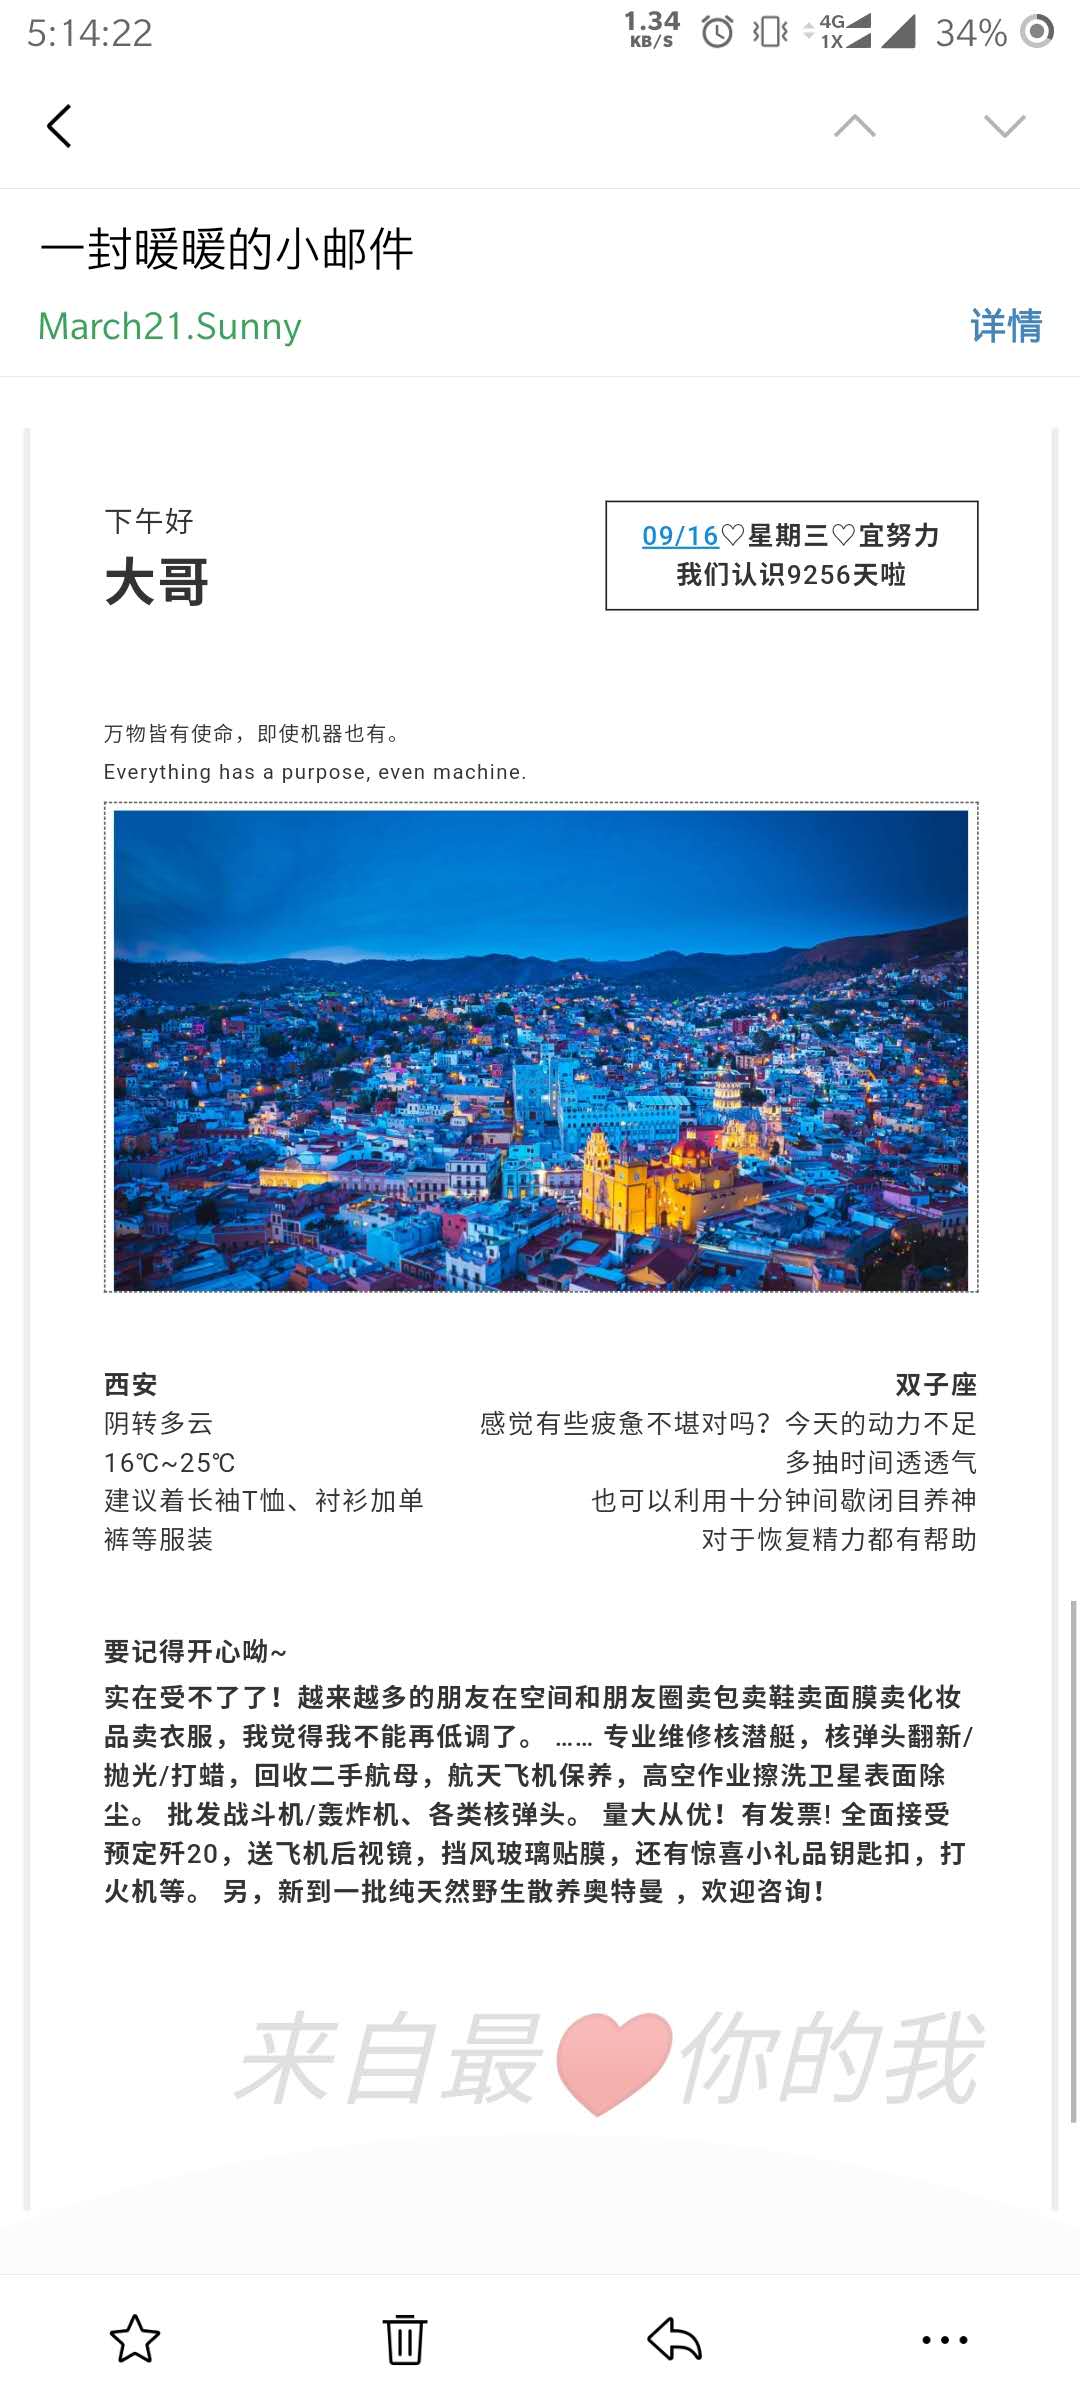 5:14:22
1.34
KB/S
4G
1X
34%
一封暖暖的小邮件
March21.Sunny
详情
下午好
大哥
09/16♡星期三♡宜努力
我们认识9256天啦
万物皆有使命，即使机器也有。
Everything has a purpose, even machine.
西安
阴转多云
16℃~25℃
建议着长袖T恤、衬衫加单
裤等服装
双子座
感觉有些疲惫不堪对吗？今天的动力不足
多抽时间透透气
也可以利用十分钟间歇闭目养神
对于恢复精力都有帮助
要记得开心呦~
实在受不了了！越来越多的朋友在空间和朋友圈卖包卖鞋卖面膜卖化妆
品卖衣服，我觉得我不能再低调了。 …… 专业维修核潜艇，核弹头翻新/
抛光/打蜡，回收二手航母，航天飞机保养，高空作业擦洗卫星表面除
尘。 批发战斗机/轰炸机、各类核弹头。 量大从优！有发票! 全面接受
预定歼20，送飞机后视镜，挡风玻璃贴膜，还有惊喜小礼品钥匙扣，打
火机等。 另，新到一批纯天然野生散养奥特曼 ，欢迎咨询！
来自最❤你的我